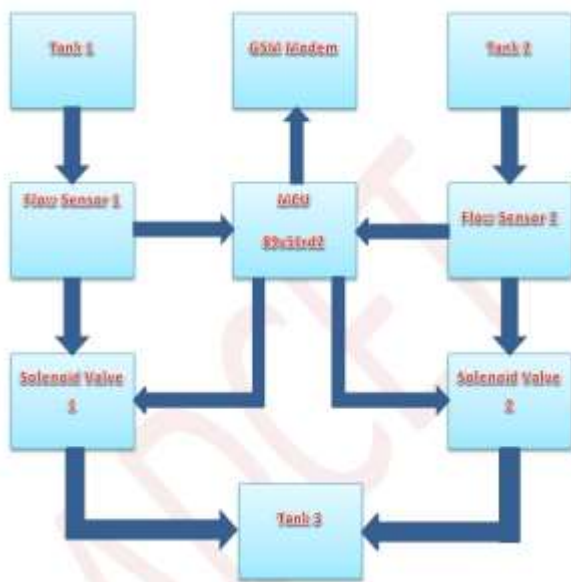 Tank 1
GSM Modem
Tank 2
Flow Sensor 1
MCU
89v51rd2
Flow Sensor 2
Solenoid Valve
1
Solenoid Valve
2
Tank 3